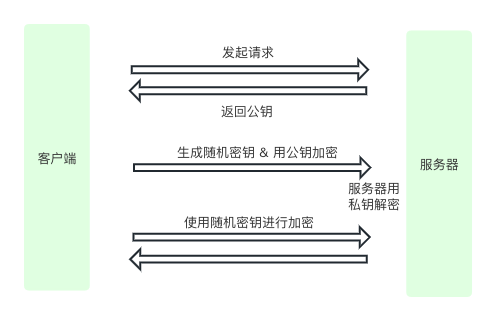 发起请求
返回公钥
客户端
生成随机密钥 & 用公钥加密
服务器
服务器用
私钥解密
使用随机密钥进行加密